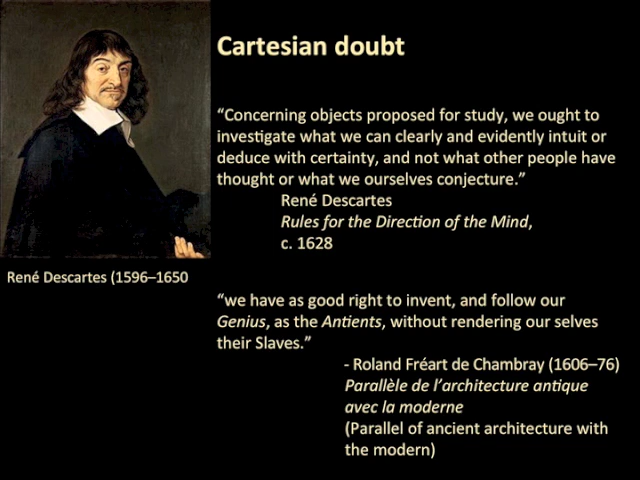 Cartesian doubt
“Concerning objects proposed for study, we ought to
investigate what we can clearly and evidently intuit or
deduce with certainty, and not what other people have
thought or what we ourselves conjecture.”
René Descartes
Rules for the Direction of the Mind,
c. 1628
René Descartes (1596–1650
“we have as good right to invent, and follow our
Genius, as the Antients, without rendering our selves
their Slaves.”
- Roland Fréart de Chambray (1606–76)
Parallèle de l’architecture antique
avec la moderne
(Parallel of ancient architecture with
the modern)